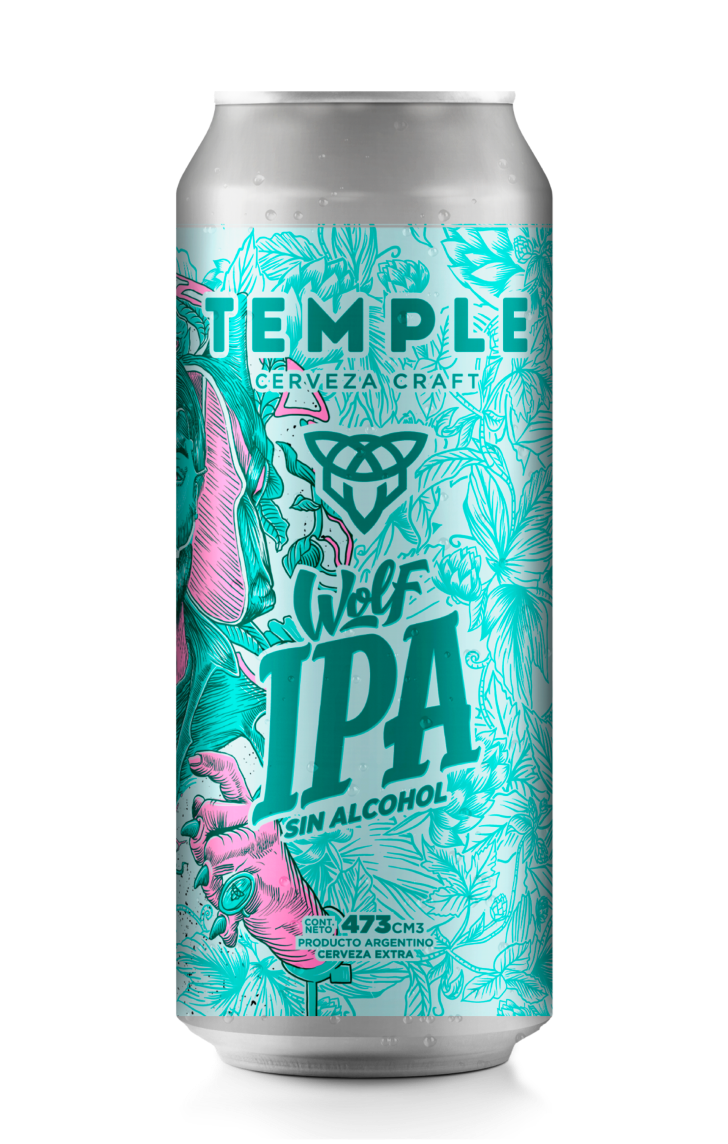 TEMPLE
CERVEZA CRAFT
Wolf
IPA
SIN ALCOHOL
CONT. NETO 473CM3
PRODUCTO ARGENTINO
CERVEZA EXTRA